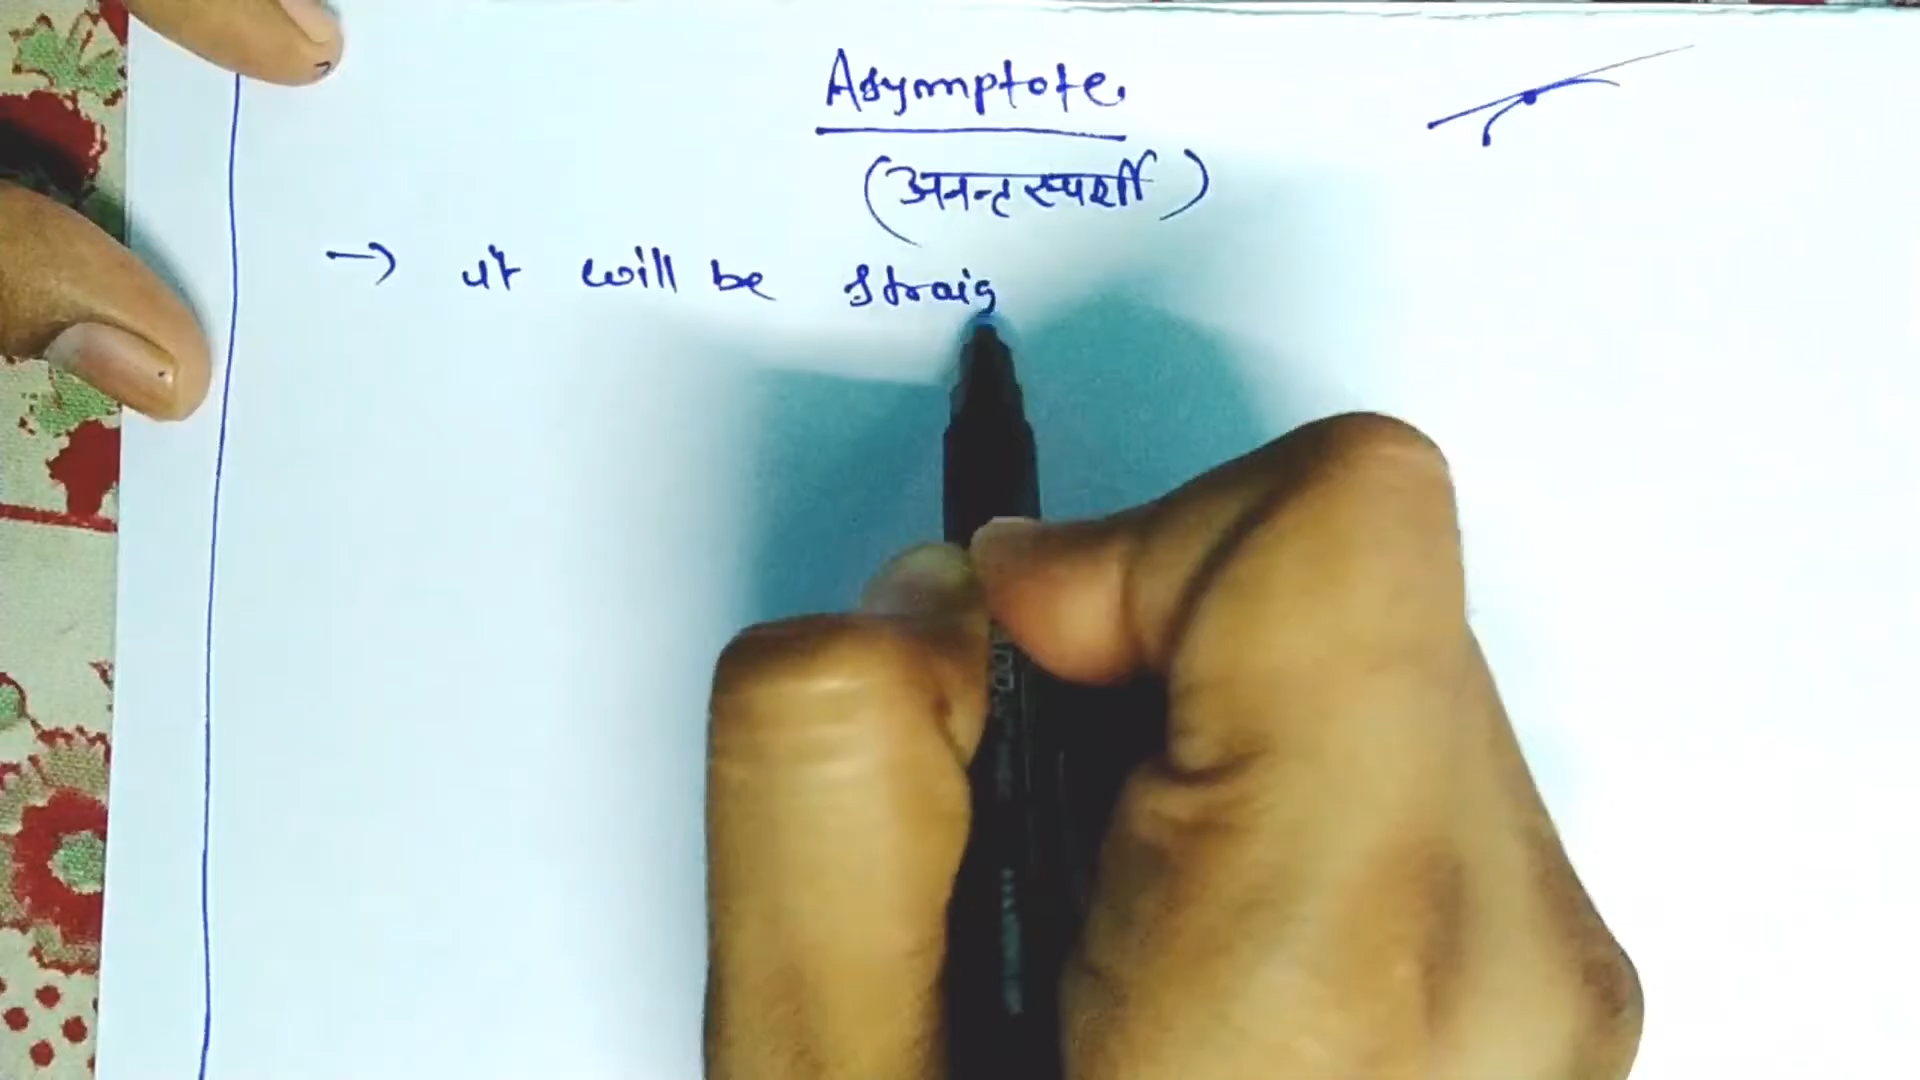 Asymptote.
(अनन्तस्पर्शी)
→ it will be straig